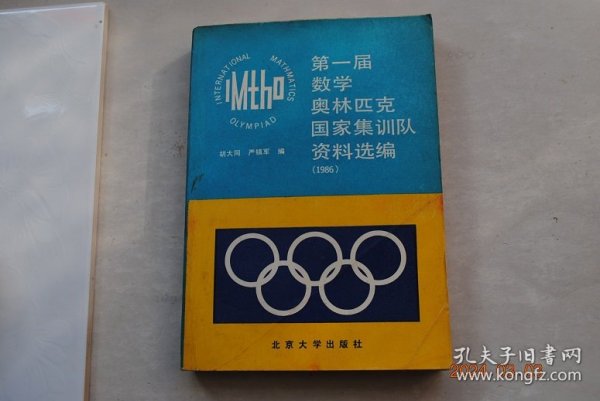 INTERNATIONAL MATHMATICS
IMtho
OLYMPIAD
第一届
数学
奥林匹克
国家集训队
资料选编
(1986)
胡大同 严镇军 编
北京大学出版社
孔夫子旧书网
www.kongfz.com